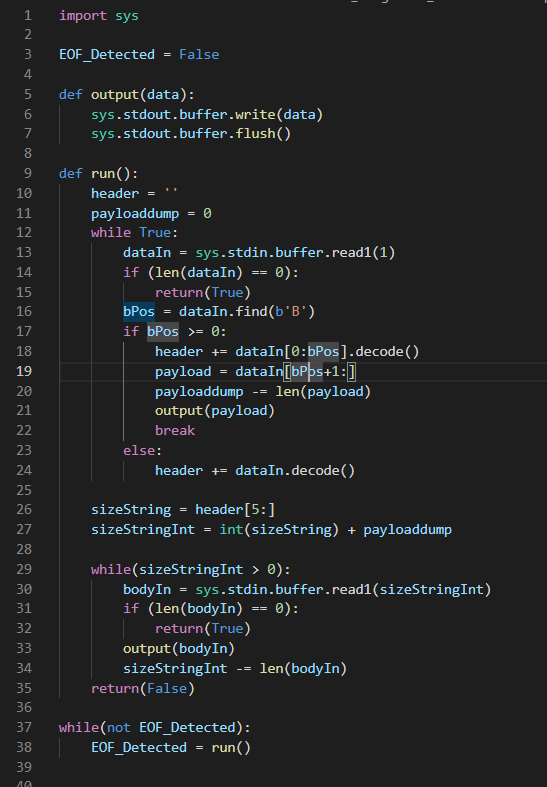 1 import sys
2
3 EOF_Detected = False
4
5 def output(data):
6 sys.stdout.buffer.write(data)
7 sys.stdout.buffer.flush()
8
9 def run():
10 header = ''
11 payloaddump = 0
12 while True:
13 dataIn = sys.stdin.buffer.read1(1)
14 if (len(dataIn) == 0):
15 return(True)
16 bPos = dataIn.find(b'B')
17 if bPos >= 0:
18 header += dataIn[0:bPos].decode()
19 payload = dataIn[bPos+1:]
20 payloaddump -= len(payload)
21 output(payload)
22 break
23 else:
24 header += dataIn.decode()
25
26 sizeString = header[5:]
27 sizeStringInt = int(sizeString) + payloaddump
28
29 while(sizeStringInt > 0):
30 bodyIn = sys.stdin.buffer.read1(sizeStringInt)
31 if (len(bodyIn) == 0):
32 return(True)
33 output(bodyIn)
34 sizeStringInt -= len(bodyIn)
35 return(False)
36
37 while(not EOF_Detected):
38 EOF_Detected = run()
39
40